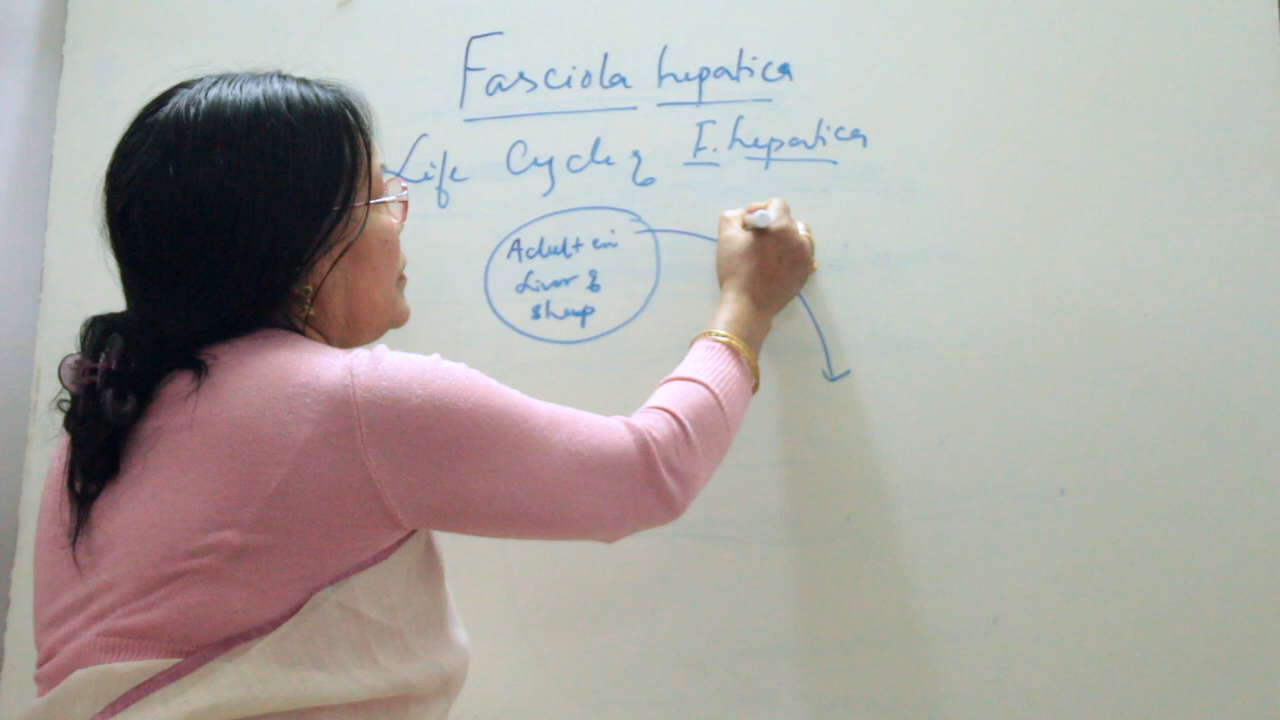 Fasciola hepatica
Life Cycle of F. hepatica
Adult in
Liver of
sheep